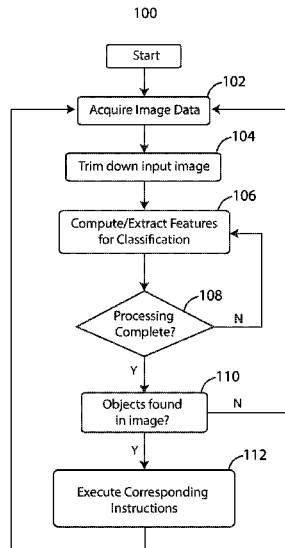 100
Start
102
Acquire Image Data
104
Trim down input image
106
Compute/Extract Features
for Classification
108
Processing
Complete?
N
Y
110
Objects found
in image?
N
Y
112
Execute Corresponding
Instructions